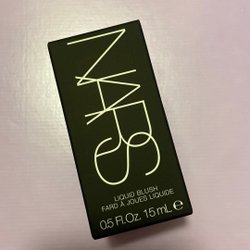 NARS
LIQUID BLUSH
FARD À JOUES LIQUIDE
0.5 Fl.Oz. 15 mL ℮